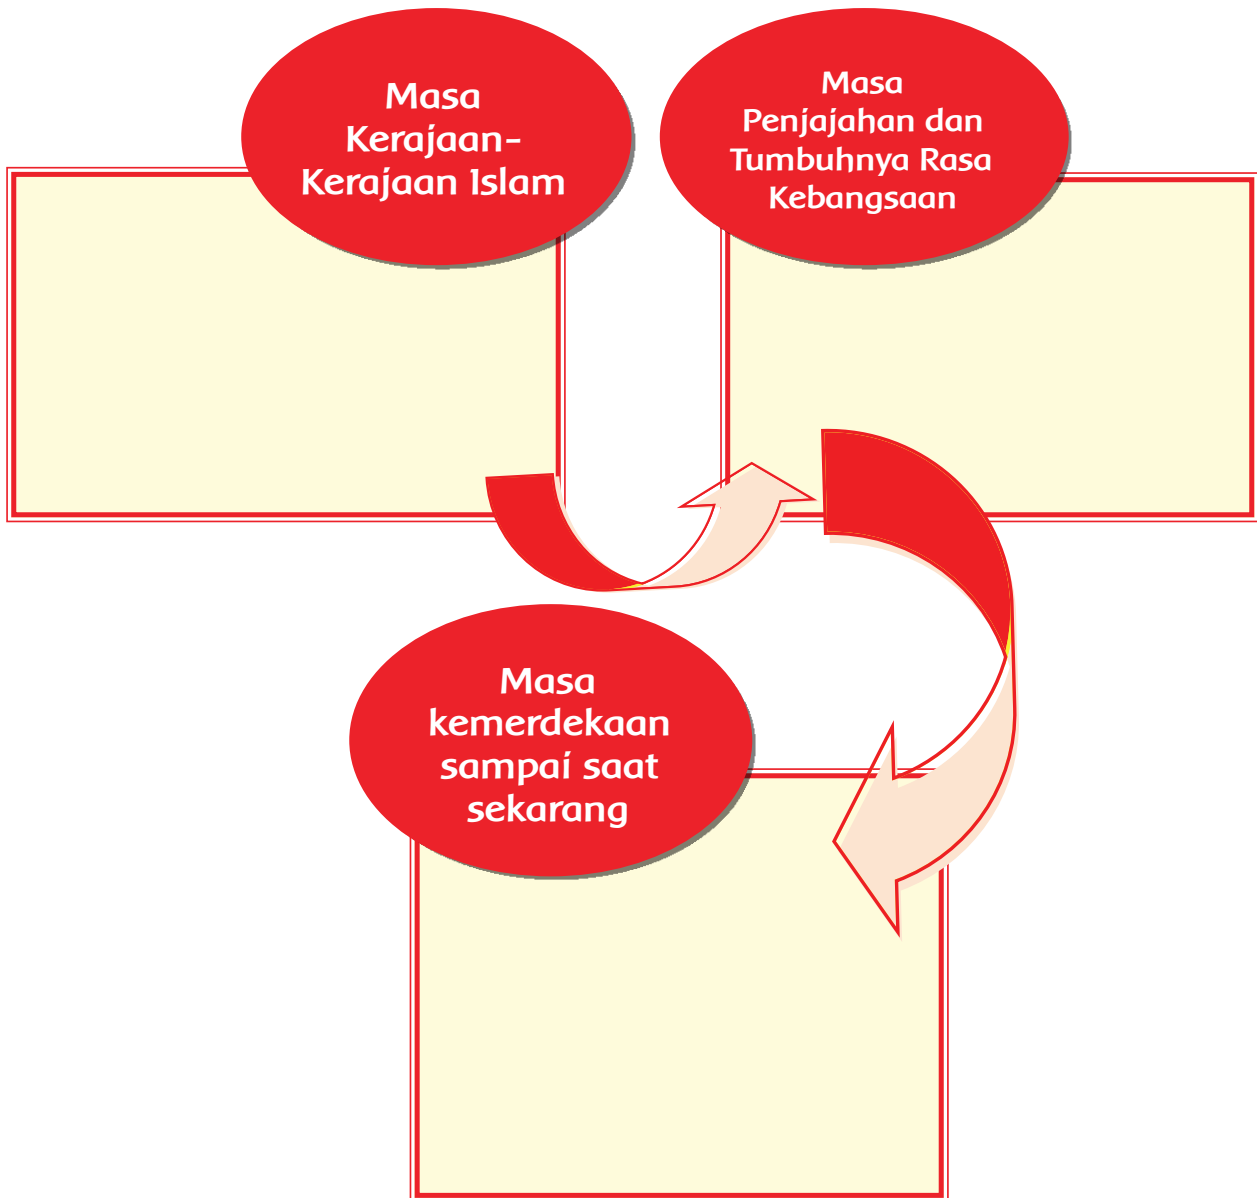 Masa
Kerajaan-
Kerajaan Islam
Masa
Penjajahan dan
Tumbuhnya Rasa
Kebangsaan
Masa
kemerdekaan
sampai saat
sekarang